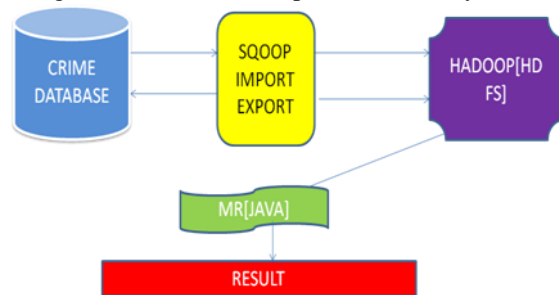 CRIME
DATABASE
SQOOP
IMPORT
EXPORT
HADOOP[HD
FS]
MR[JAVA]
RESULT